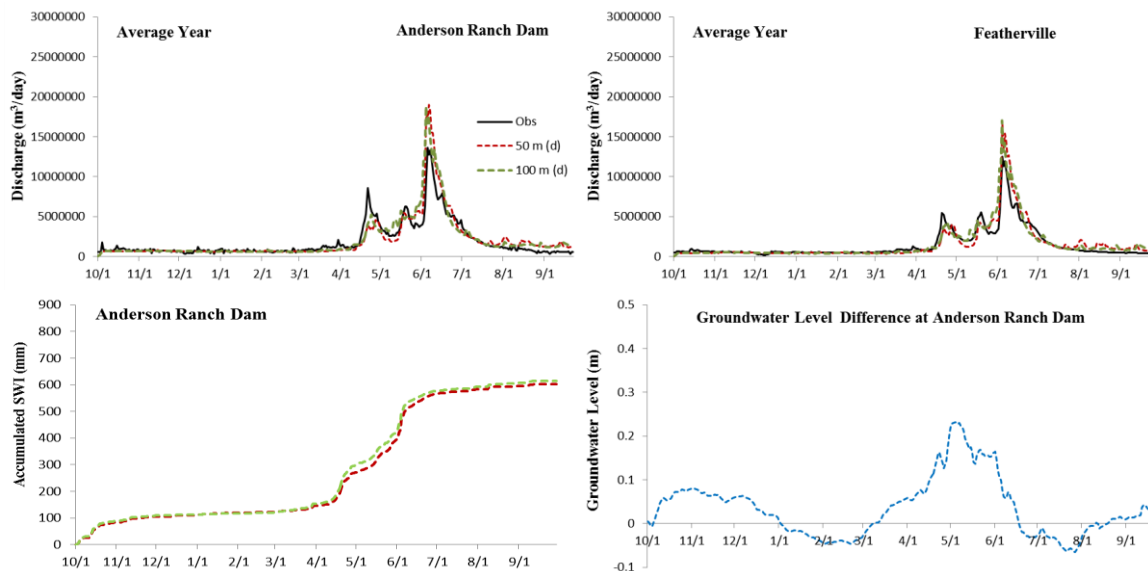 Average Year
Anderson Ranch Dam
Discharge (m³/day)
30000000
25000000
20000000
15000000
10000000
5000000
0
Obs
50 m (d)
100 m (d)
10/1 11/1 12/1 1/1 2/1 3/1 4/1 5/1 6/1 7/1 8/1 9/1
Average Year
Featherville
Discharge (m³/day)
30000000
25000000
20000000
15000000
10000000
5000000
0
10/1 11/1 12/1 1/1 2/1 3/1 4/1 5/1 6/1 7/1 8/1 9/1
Anderson Ranch Dam
Accumulated SWI (mm)
900
800
700
600
500
400
300
200
100
0
10/1 11/1 12/1 1/1 2/1 3/1 4/1 5/1 6/1 7/1 8/1 9/1
Groundwater Level Difference at Anderson Ranch Dam
Groundwater Level (m)
0.5
0.4
0.3
0.2
0.1
0
-0.1
10/1 11/1 12/1 1/1 2/1 3/1 4/1 5/1 6/1 7/1 8/1 9/1